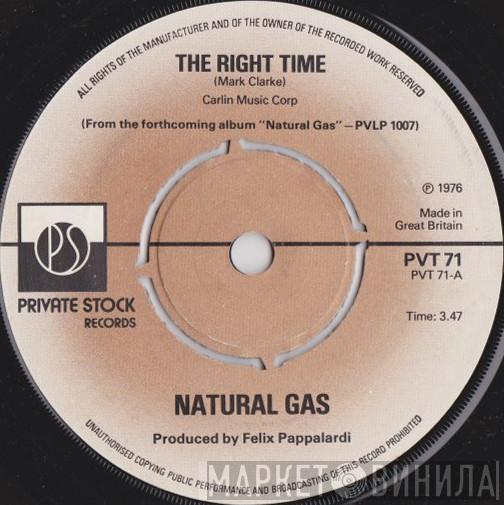 ALL RIGHTS OF THE MANUFACTURER AND OF THE OWNER OF THE RECORDED WORK RESERVED
THE RIGHT TIME
(Mark Clarke)
Carlin Music Corp
(From the forthcoming album "Natural Gas"—PVLP 1007)
Ⓟ 1976
Made in
Great Britain
PS
PVT 71
PVT 71-A
PRIVATE STOCK
RECORDS
Time: 3.47
NATURAL GAS
Produced by Felix Pappalardi
UNAUTHORISED COPYING PUBLIC PERFORMANCE AND BROADCASTING OF THIS RECORD PROHIBITED
МАРКЕТ ВИНИЛА